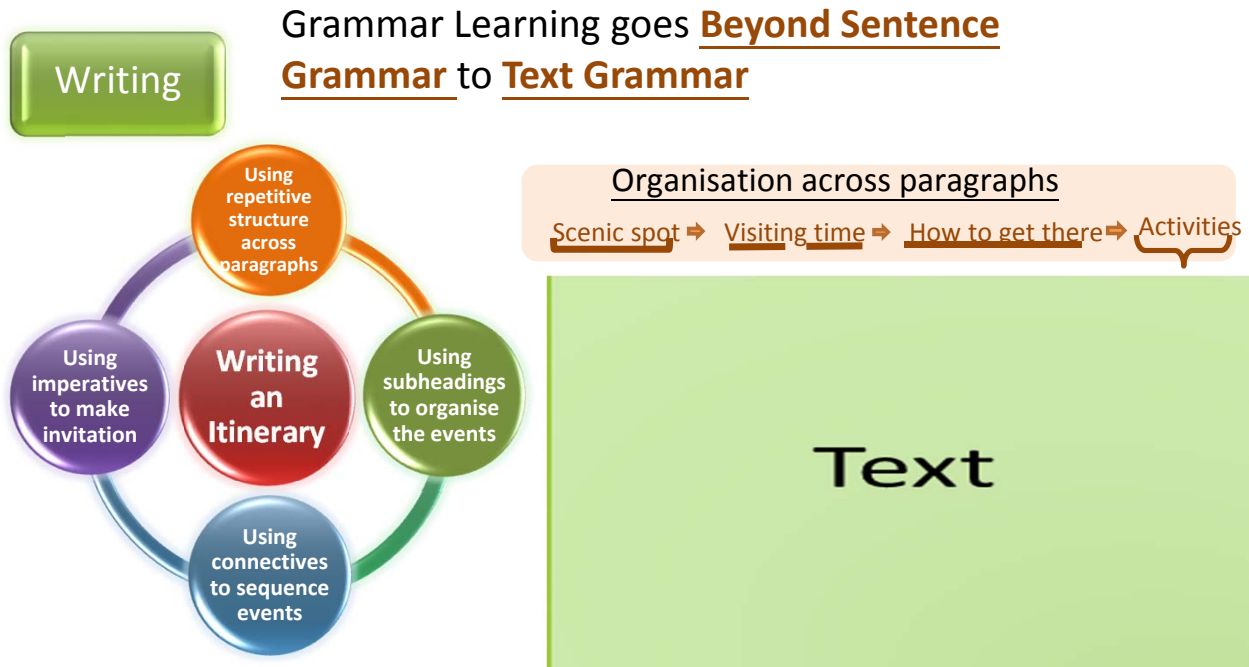 Grammar Learning goes Beyond Sentence
Grammar to Text Grammar
Writing
Using
repetitive
structure
across
paragraphs
Using
imperatives
to make
invitation
Writing
an
Itinerary
Using
subheadings
to organise
the events
Using
connectives
to sequence
events
Organisation across paragraphs
Scenic spot Visiting time How to get there Activities
Text